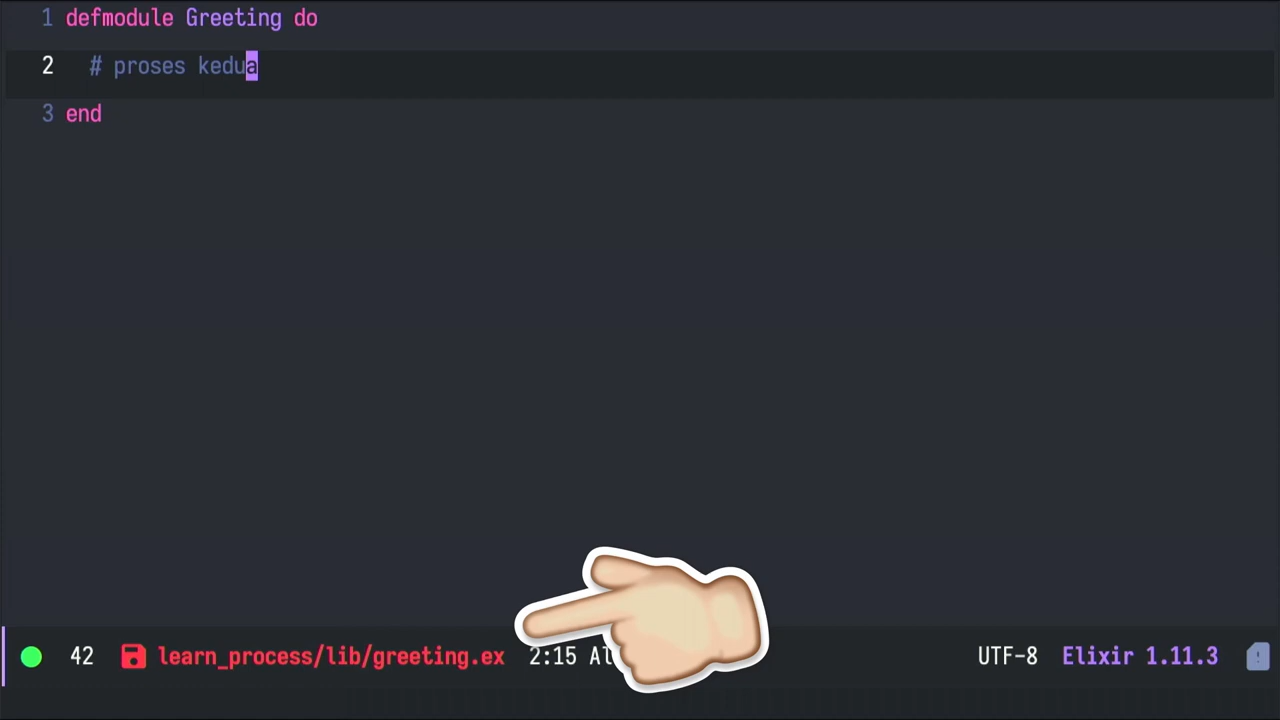 1 defmodule Greeting do
2 # proses kedua
3 end
42 learn_process/lib/greeting.ex 2:15 UTF-8 Elixir 1.11.3